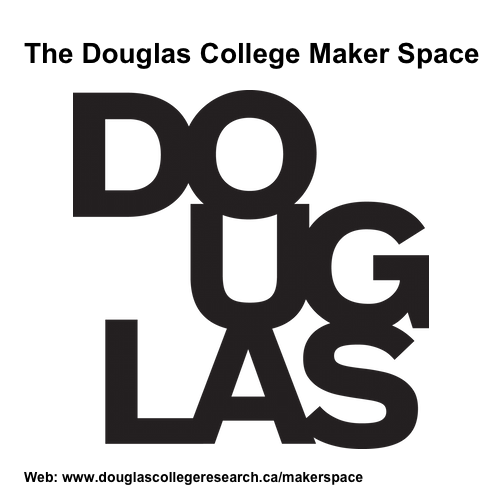 The Douglas College Maker Space
DO
UG
LAS
Web: www.douglascollegeresearch.ca/makerspace